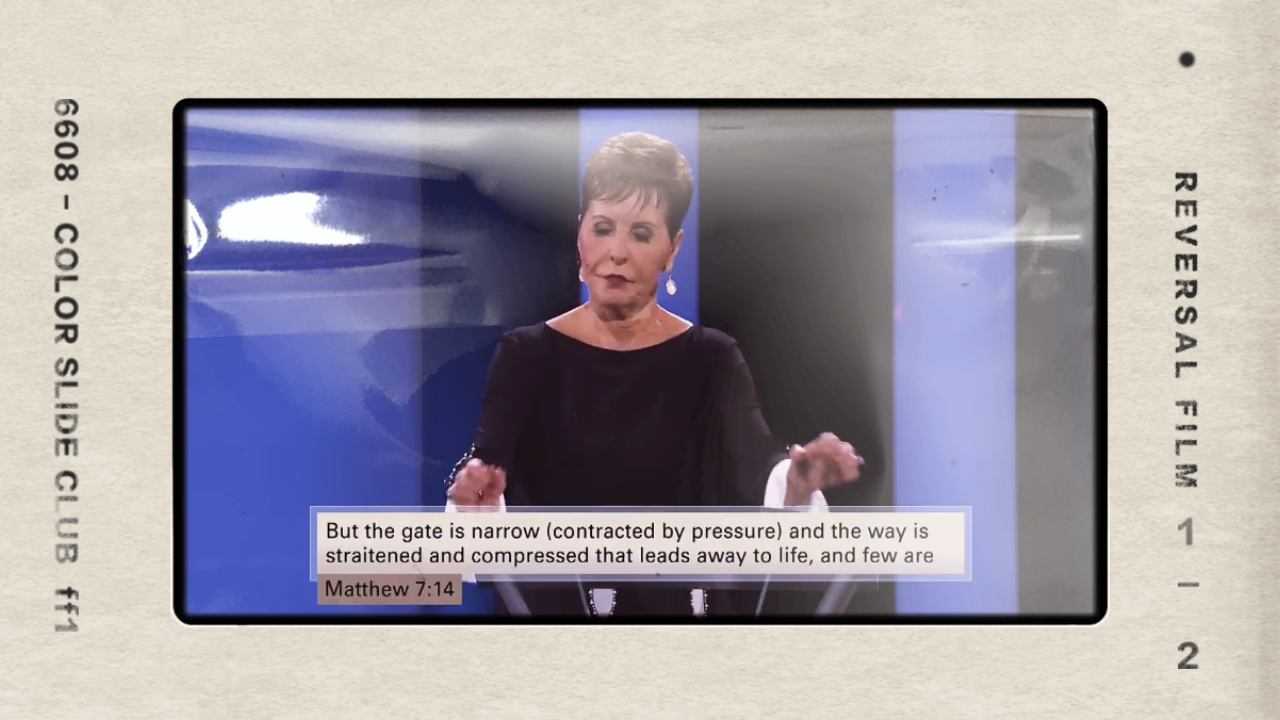 6608 - COLOR SLIDE CLUB ff1
But the gate is narrow (contracted by pressure) and the way is
straitened and compressed that leads away to life, and few are
Matthew 7:14
• REVERSAL FILM 1 | 2